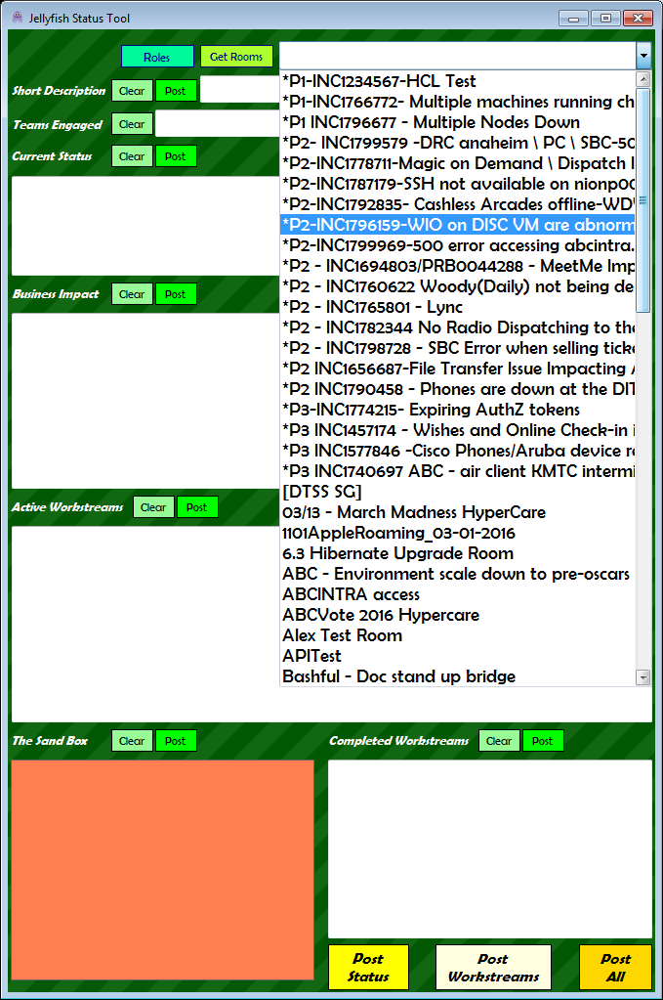 Jellyfish Status Tool
Roles
Get Rooms
Short Description
Clear
Post
Teams Engaged
Clear
Current Status
Clear
Post
Business Impact
Clear
Post
Active Workstreams
Clear
Post
*P1-INC1234567-HCL Test
*P1-INC1766772- Multiple machines running ch
*P1 INC1796677 - Multiple Nodes Down
*P2- INC1799579 -DRC anaheim \ PC \ SBC-50
*P2-INC1778711-Magic on Demand \ Dispatch I
*P2-INC1787179-SSH not available on nionp00
*P2-INC1792835- Cashless Arcades offline-WDW
*P2-INC1796159-WIO on DISC VM are abnorm
*P2-INC1799969-500 error accessing abcintra.
*P2 - INC1694803/PRB0044288 - MeetMe Imp
*P2 - INC1760622 Woody(Daily) not being de
*P2 - INC1765801 - Lync
*P2 - INC1782344 No Radio Dispatching to the
*P2 - INC1798728 - SBC Error when selling ticke
*P2 INC1656687-File Transfer Issue Impacting A
*P2 INC1790458 - Phones are down at the DIT
*P3-INC1774215- Expiring AuthZ tokens
*P3 INC1457174 - Wishes and Online Check-in i
*P3 INC1577846 -Cisco Phones/Aruba device re
*P3 INC1740697 ABC - air client KMTC intermi
[DTSS SG]
03/13 - March Madness HyperCare
1101AppleRoaming_03-01-2016
6.3 Hibernate Upgrade Room
ABC - Environment scale down to pre-oscars
ABCINTRA access
ABCVote 2016 Hypercare
Alex Test Room
APITest
Bashful - Doc stand up bridge
The Sand Box
Clear
Post
Completed Workstreams
Clear
Post
Post
Status
Post
Workstreams
Post
All